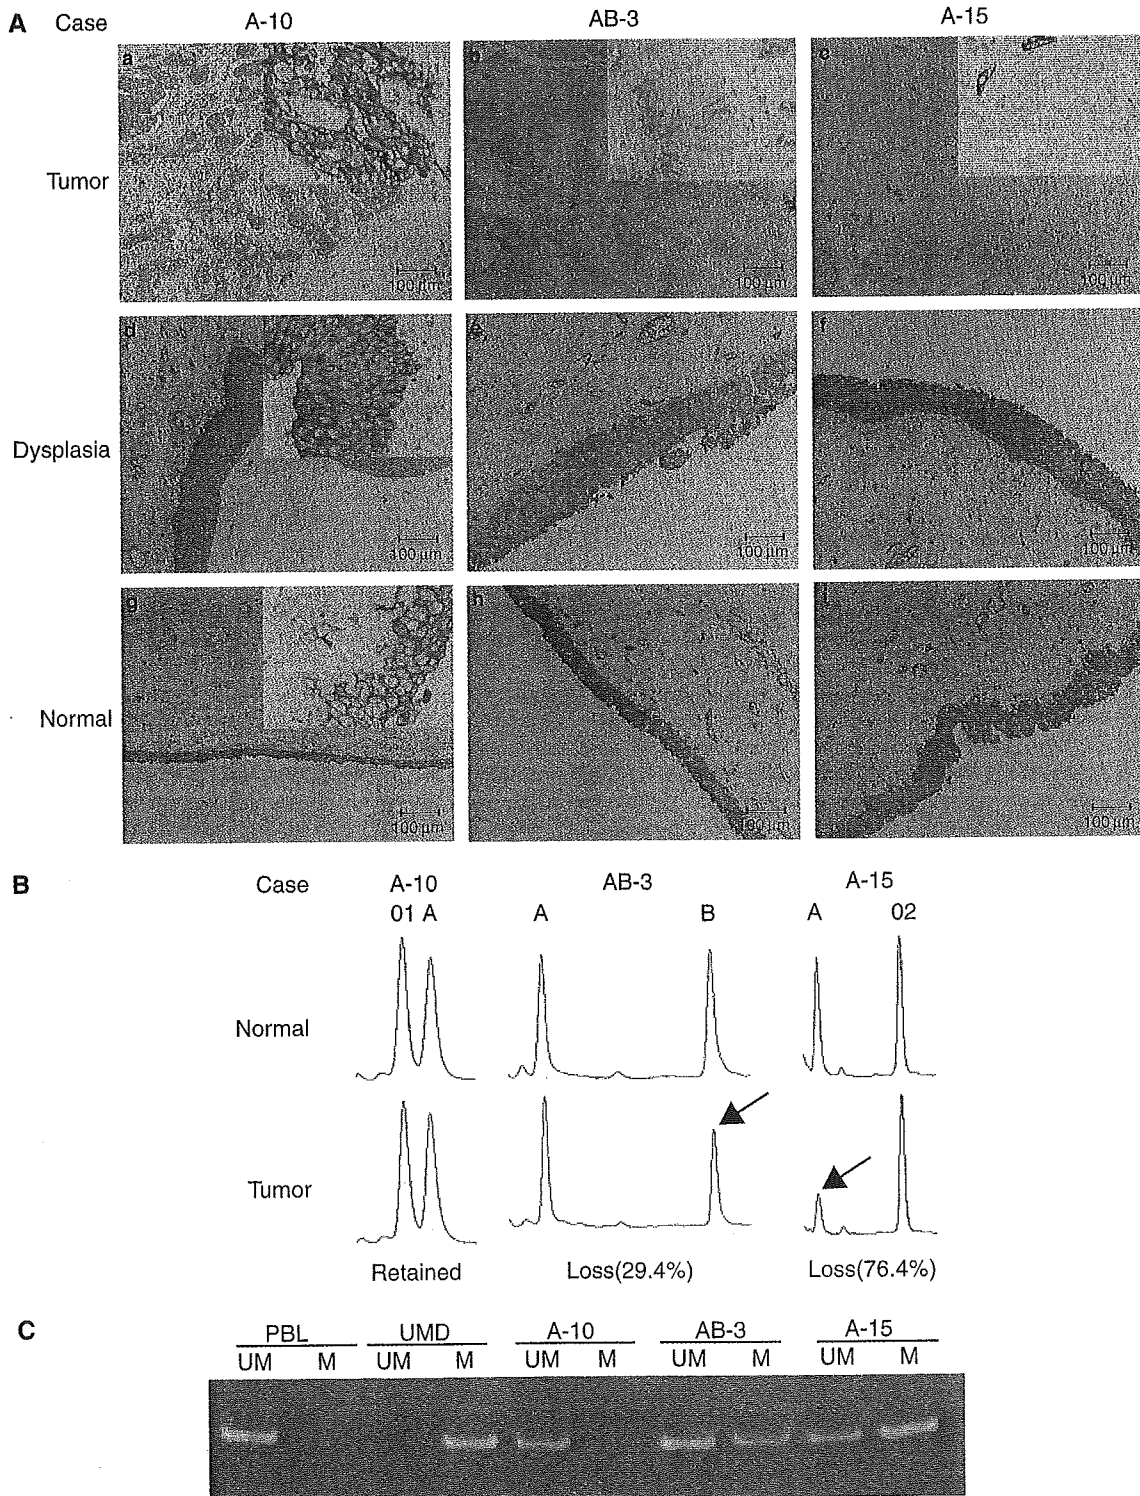 A Case A-10 AB-3 A-15
a b c
Tumor
100 µm 100 µm 100 µm
d e f
Dysplasia
100 µm 100 µm 100 µm
g h i
Normal
100 µm 100 µm 100 µm
B Case A-10 AB-3 A-15
01 A A B A 02
Normal
Tumor
Retained Loss(29.4%) Loss(76.4%)
C PBL UMD A-10 AB-3 A-15
UM M UM M UM M UM M UM M